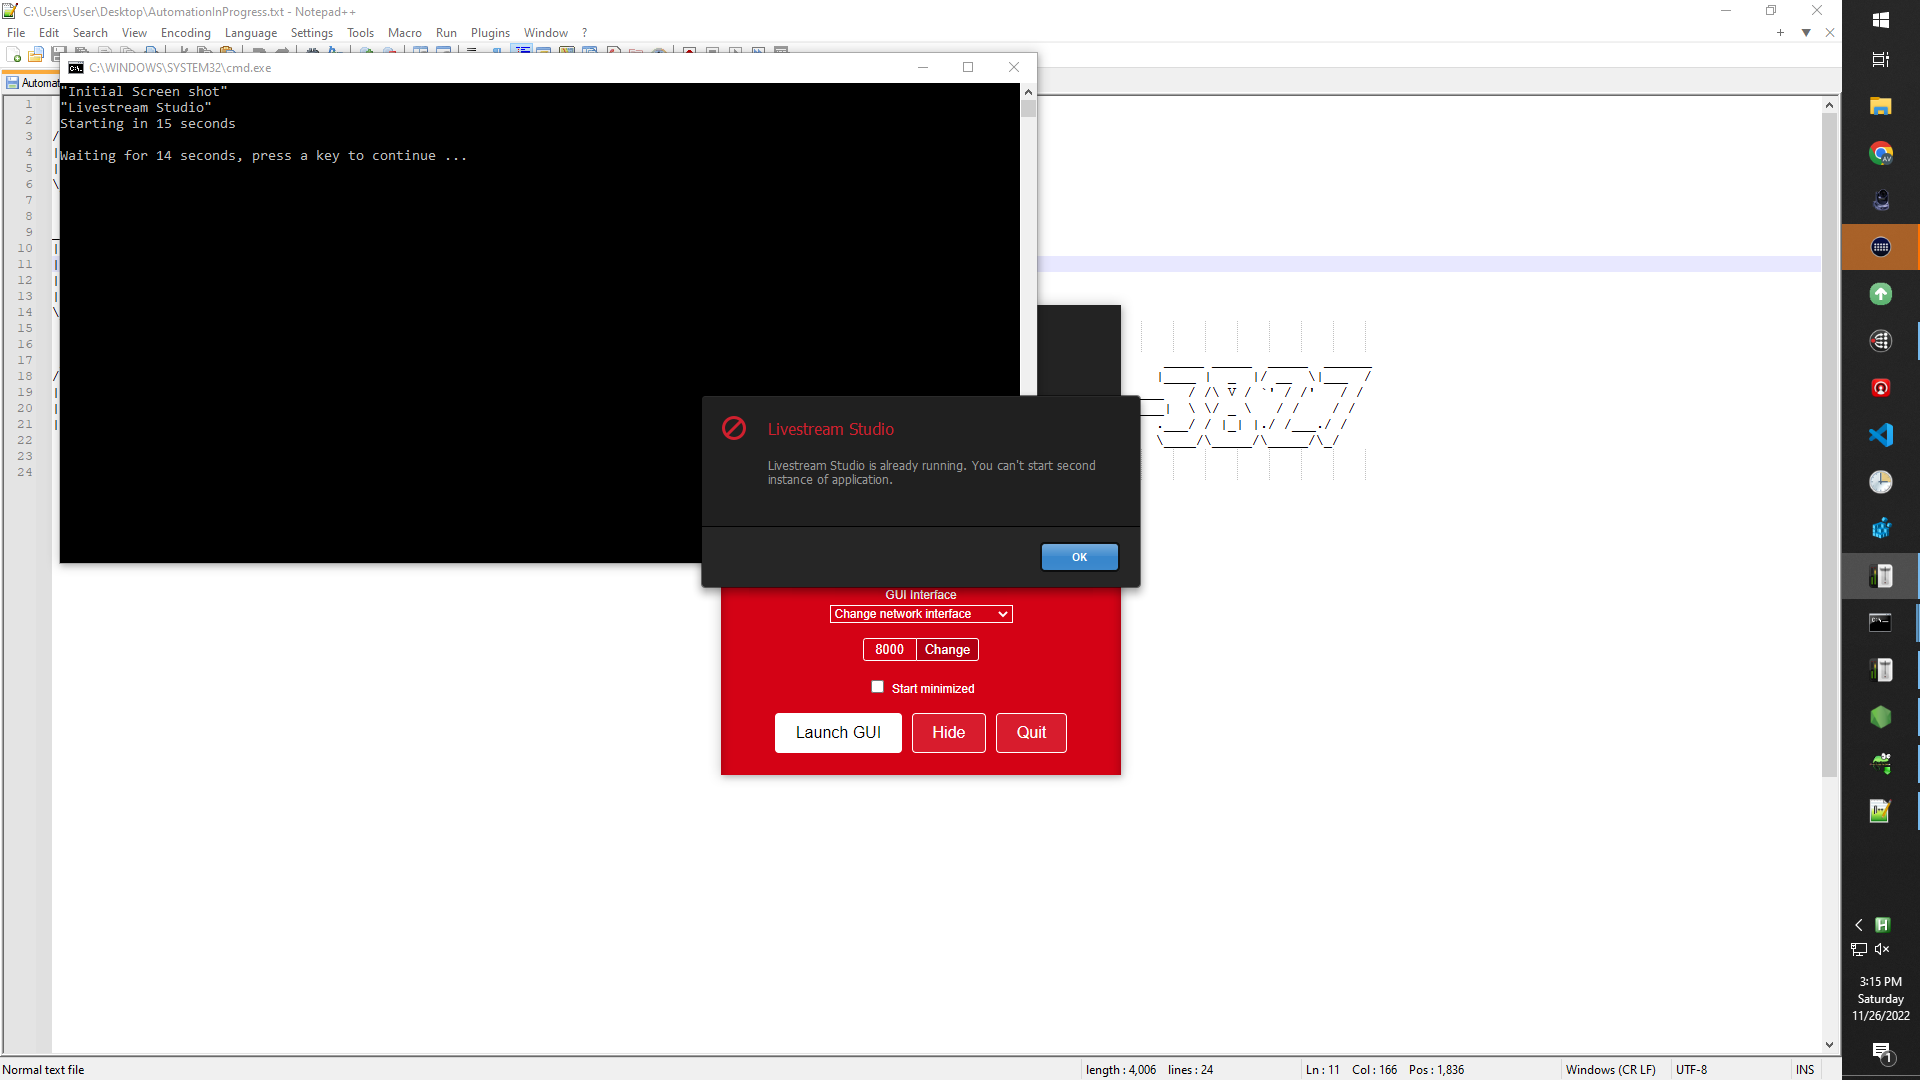 C:\Users\User\Desktop\AutomationInProgress.txt - Notepad++
File Edit Search View Encoding Language Settings Tools Macro Run Plugins Window ?
C:\WINDOWS\SYSTEM32\cmd.exe
Automa
"Initial Screen shot"
"Livestream Studio"
Starting in 15 seconds
Waiting for 14 seconds, press a key to continue ...
1
2
3
4
5
6
7
8
9
10
11
12
13
14
15
16
17
18
19
20
21
22
23
24
Livestream Studio
Livestream Studio is already running. You can't start second
instance of application.
OK
GUI Interface
Change network interface
8000 Change
Start minimized
Launch GUI Hide Quit
3:15 PM
Saturday
11/26/2022
1
Normal text file length : 4,006 lines : 24 Ln : 11 Col : 166 Pos : 1,836 Windows (CR LF) UTF-8 INS